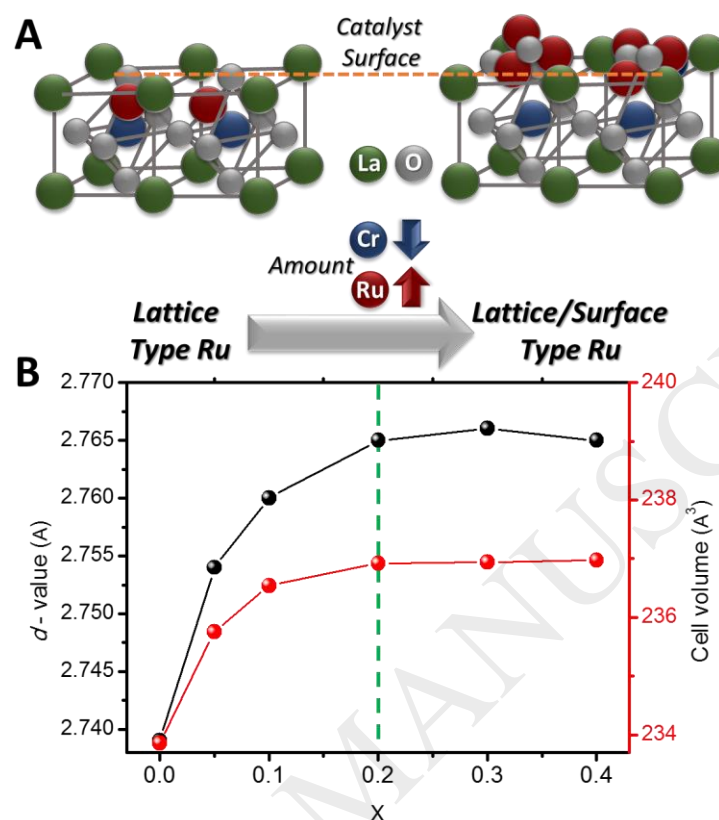 A
Catalyst
Surface
La O
Cr
Amount
Ru
Lattice
Type Ru
Lattice/Surface
Type Ru
B
2.770
2.765
2.760
2.755
2.750
2.745
2.740
d - value (A)
240
238
236
234
Cell volume (A³)
0.0 0.1 0.2 0.3 0.4
X
MANUSC